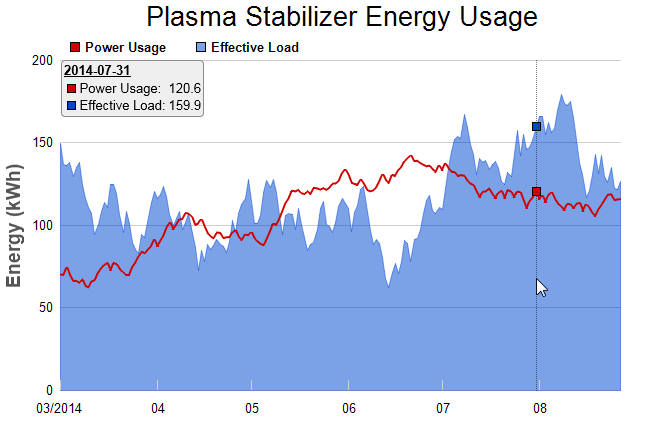 Plasma Stabilizer Energy Usage
Power Usage Effective Load
200
2014-07-31
Power Usage: 120.6
Effective Load: 159.9
150
100
50
0
Energy (kWh)
03/2014 04 05 06 07 08